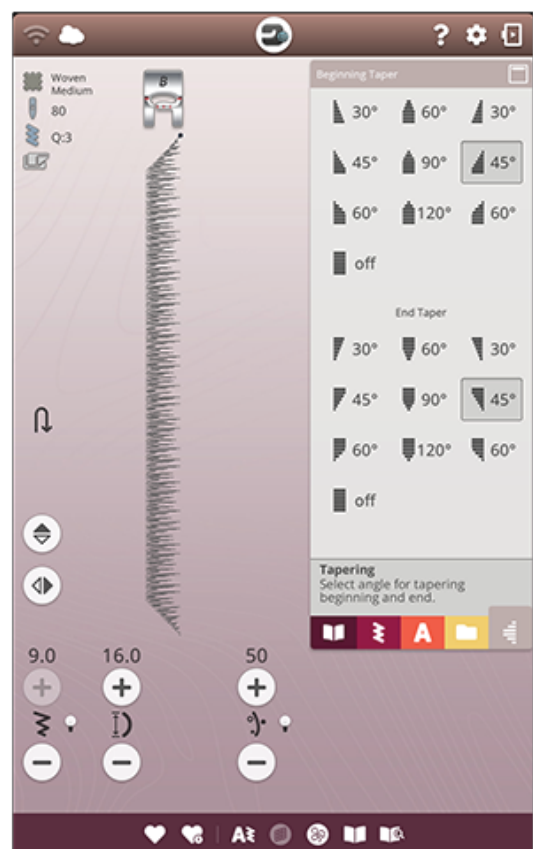 ?
Woven
Medium
80
Q:3
B
Beginning Taper
30° 60° 30°
45° 90° 45°
60° 120° 60°
off
End Taper
30° 60° 30°
45° 90° 45°
60° 120° 60°
off
Tapering
Select angle for tapering
beginning and end.
A
9.0 16.0 50
A